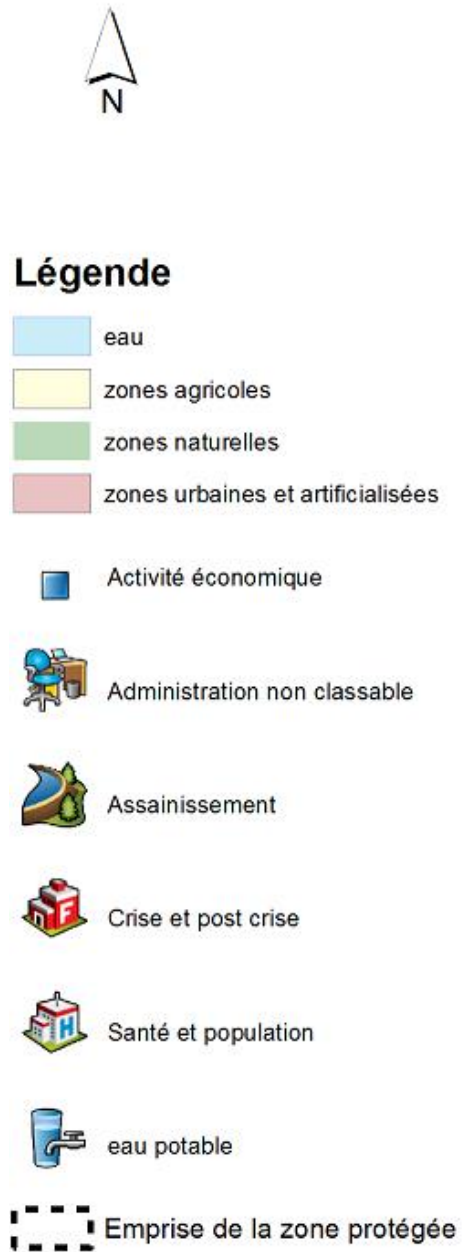 N
Légende
eau
zones agricoles
zones naturelles
zones urbaines et artificialisées
Activité économique
Administration non classable
Assainissement
F
Crise et post crise
H
Santé et population
eau potable
Emprise de la zone protégée